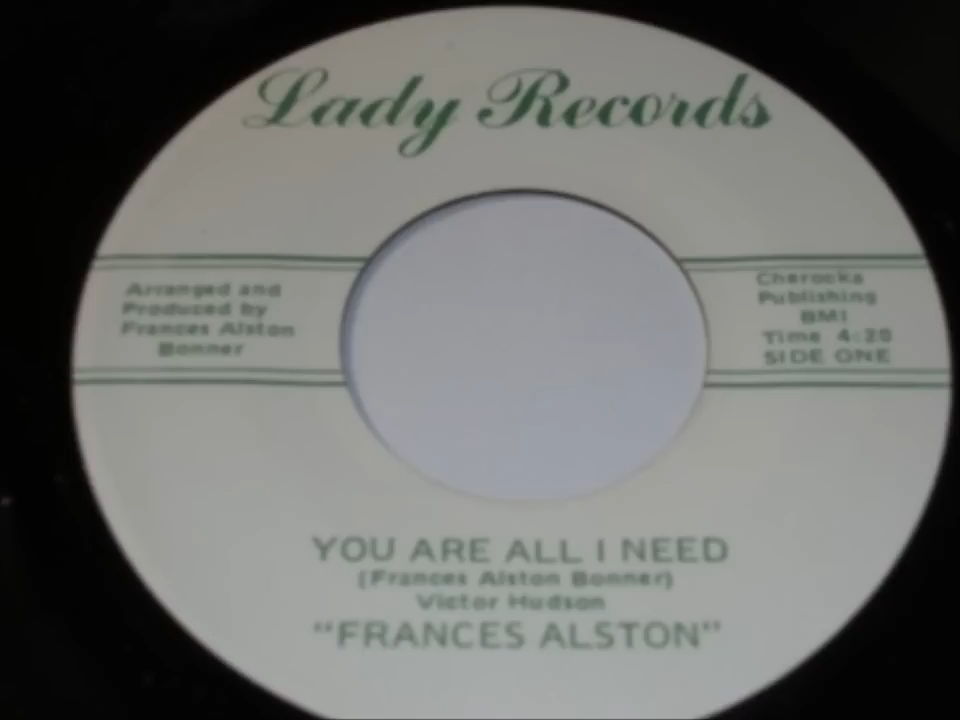 Lady Records
Arranged and
Produced by
Frances Alston
Bonner
Cherocka
Publishing
BMI
Time 4:20
SIDE ONE
YOU ARE ALL I NEED
(Frances Alston Bonner)
Victor Hudson
"FRANCES ALSTON"